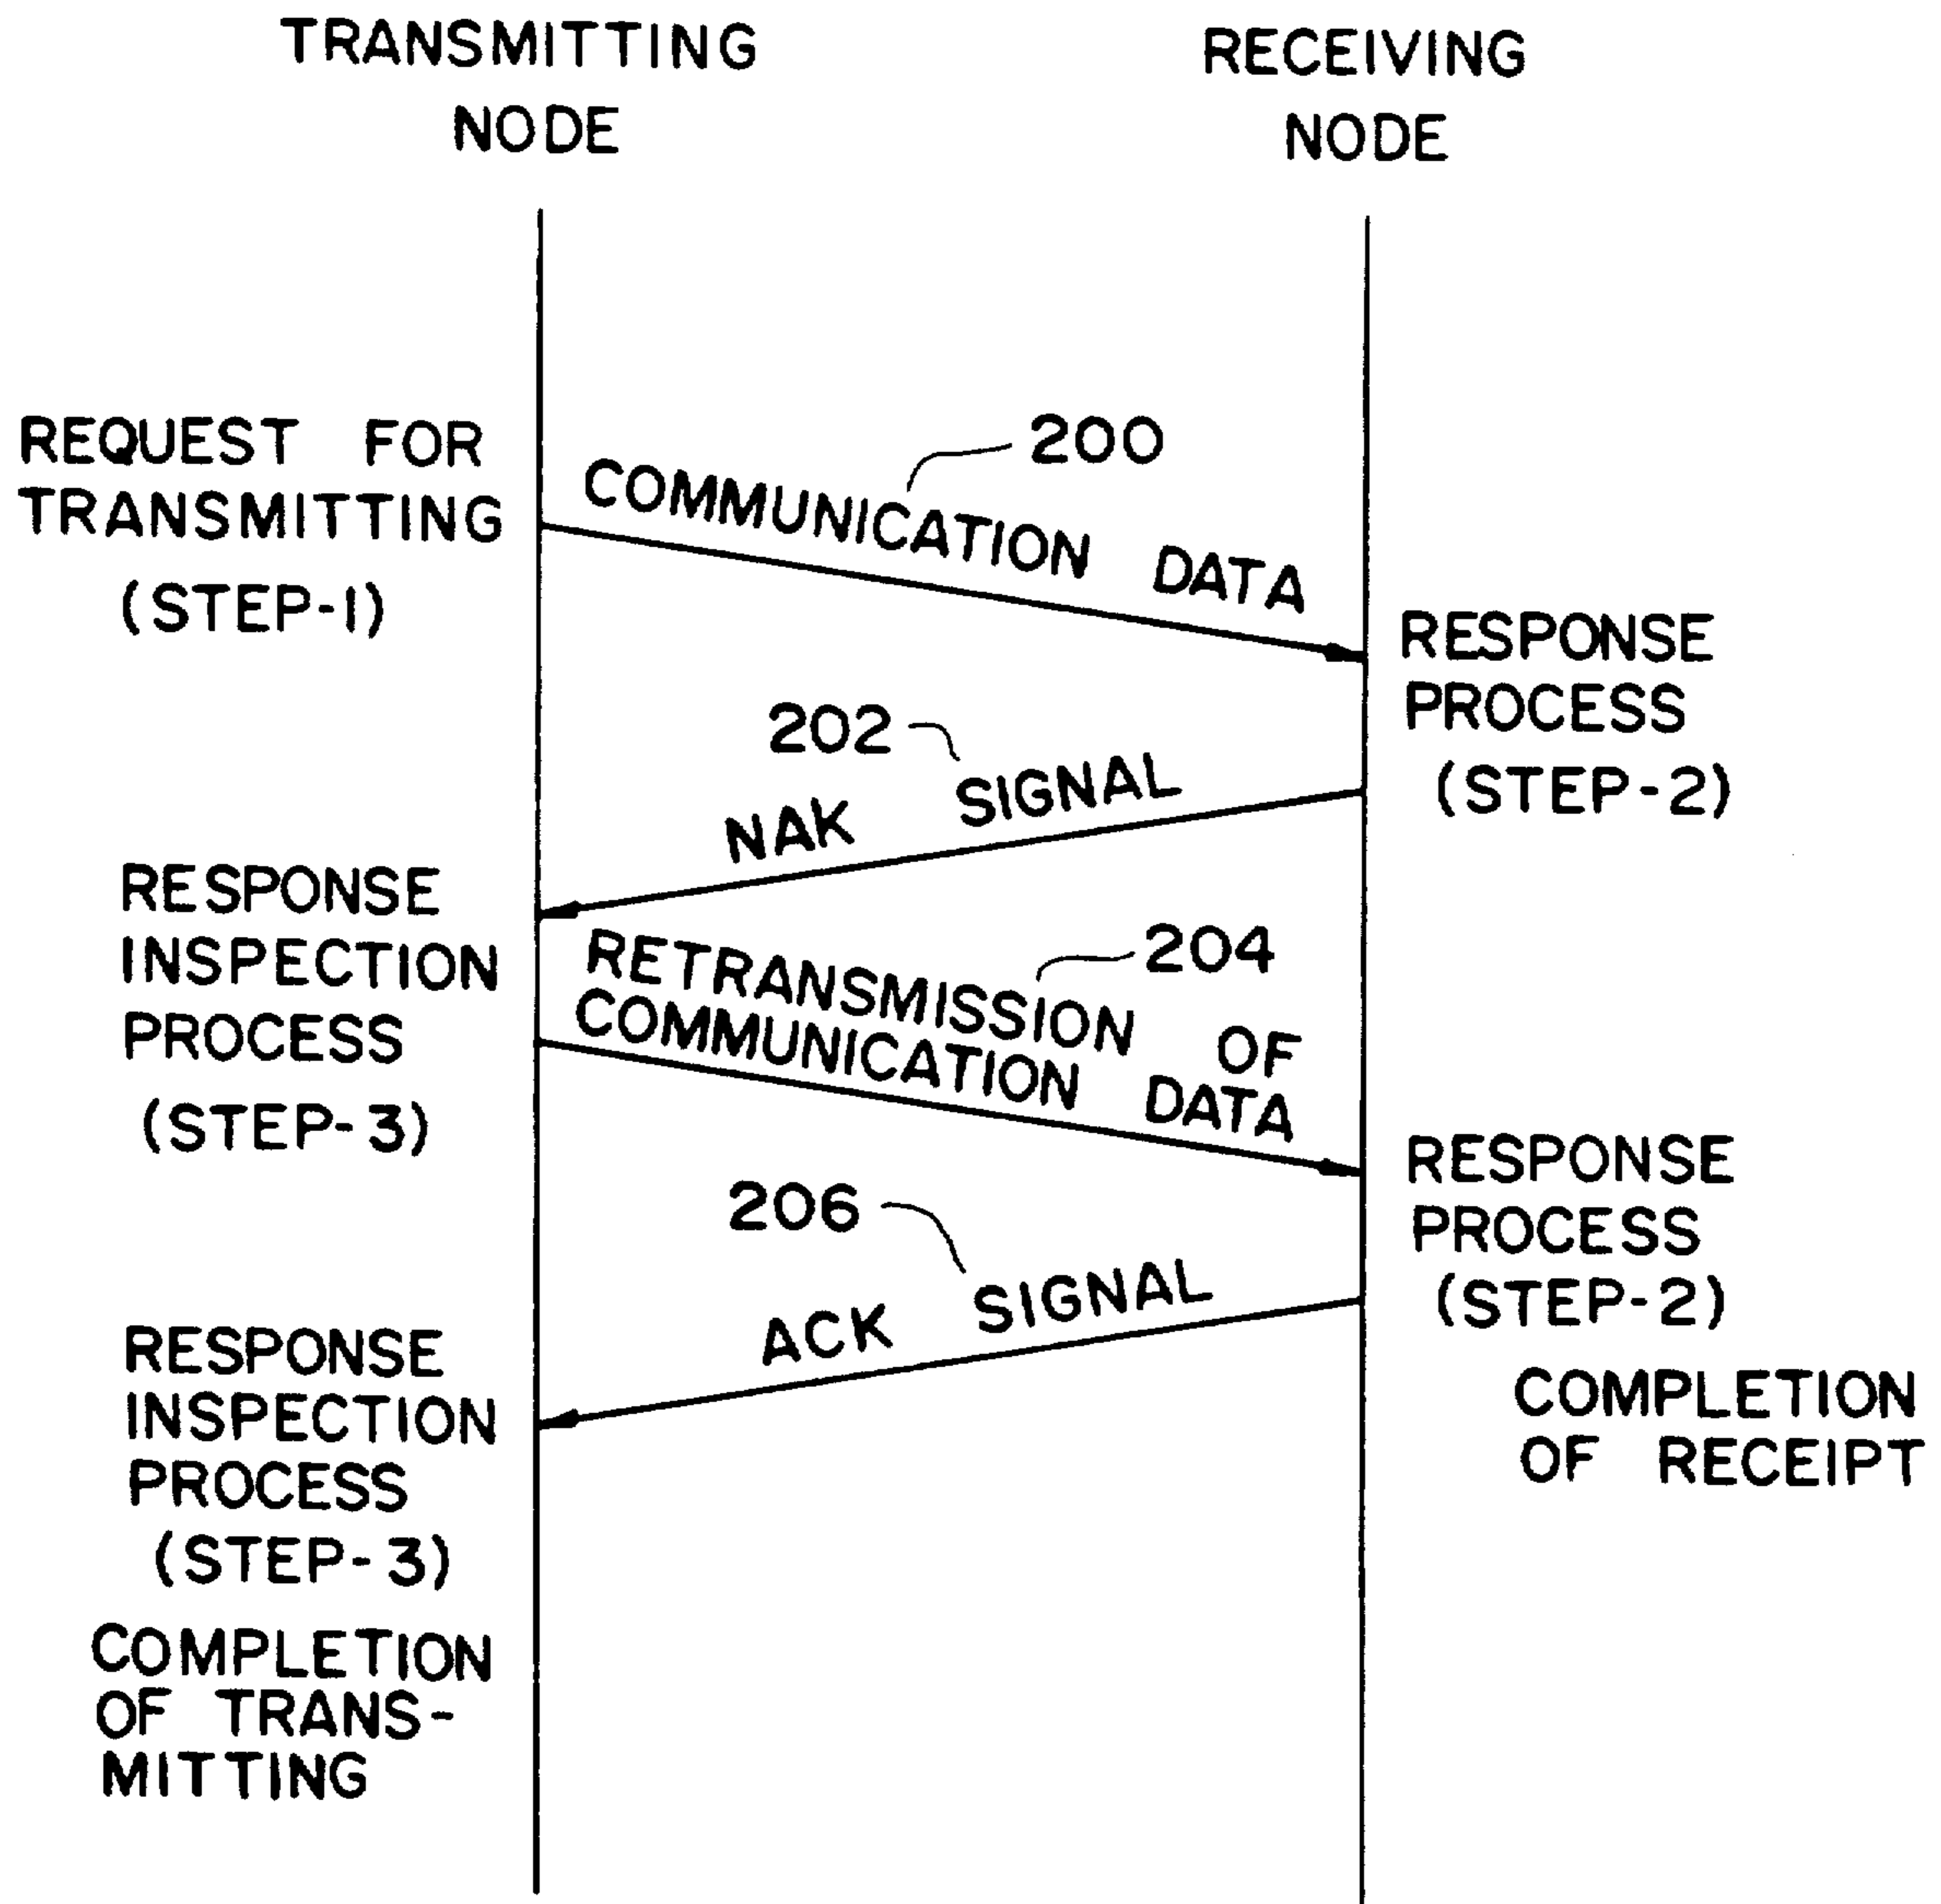 TRANSMITTING
NODE
RECEIVING
NODE
REQUEST FOR
TRANSMITTING
(STEP-1)
200
COMMUNICATION DATA
RESPONSE
PROCESS
(STEP-2)
202
NAK SIGNAL
RESPONSE
INSPECTION
PROCESS
(STEP-3)
204
RETRANSMISSION OF
COMMUNICATION DATA
RESPONSE
PROCESS
(STEP-2)
206
ACK SIGNAL
COMPLETION
OF RECEIPT
RESPONSE
INSPECTION
PROCESS
(STEP-3)
COMPLETION
OF TRANS-
MITTING